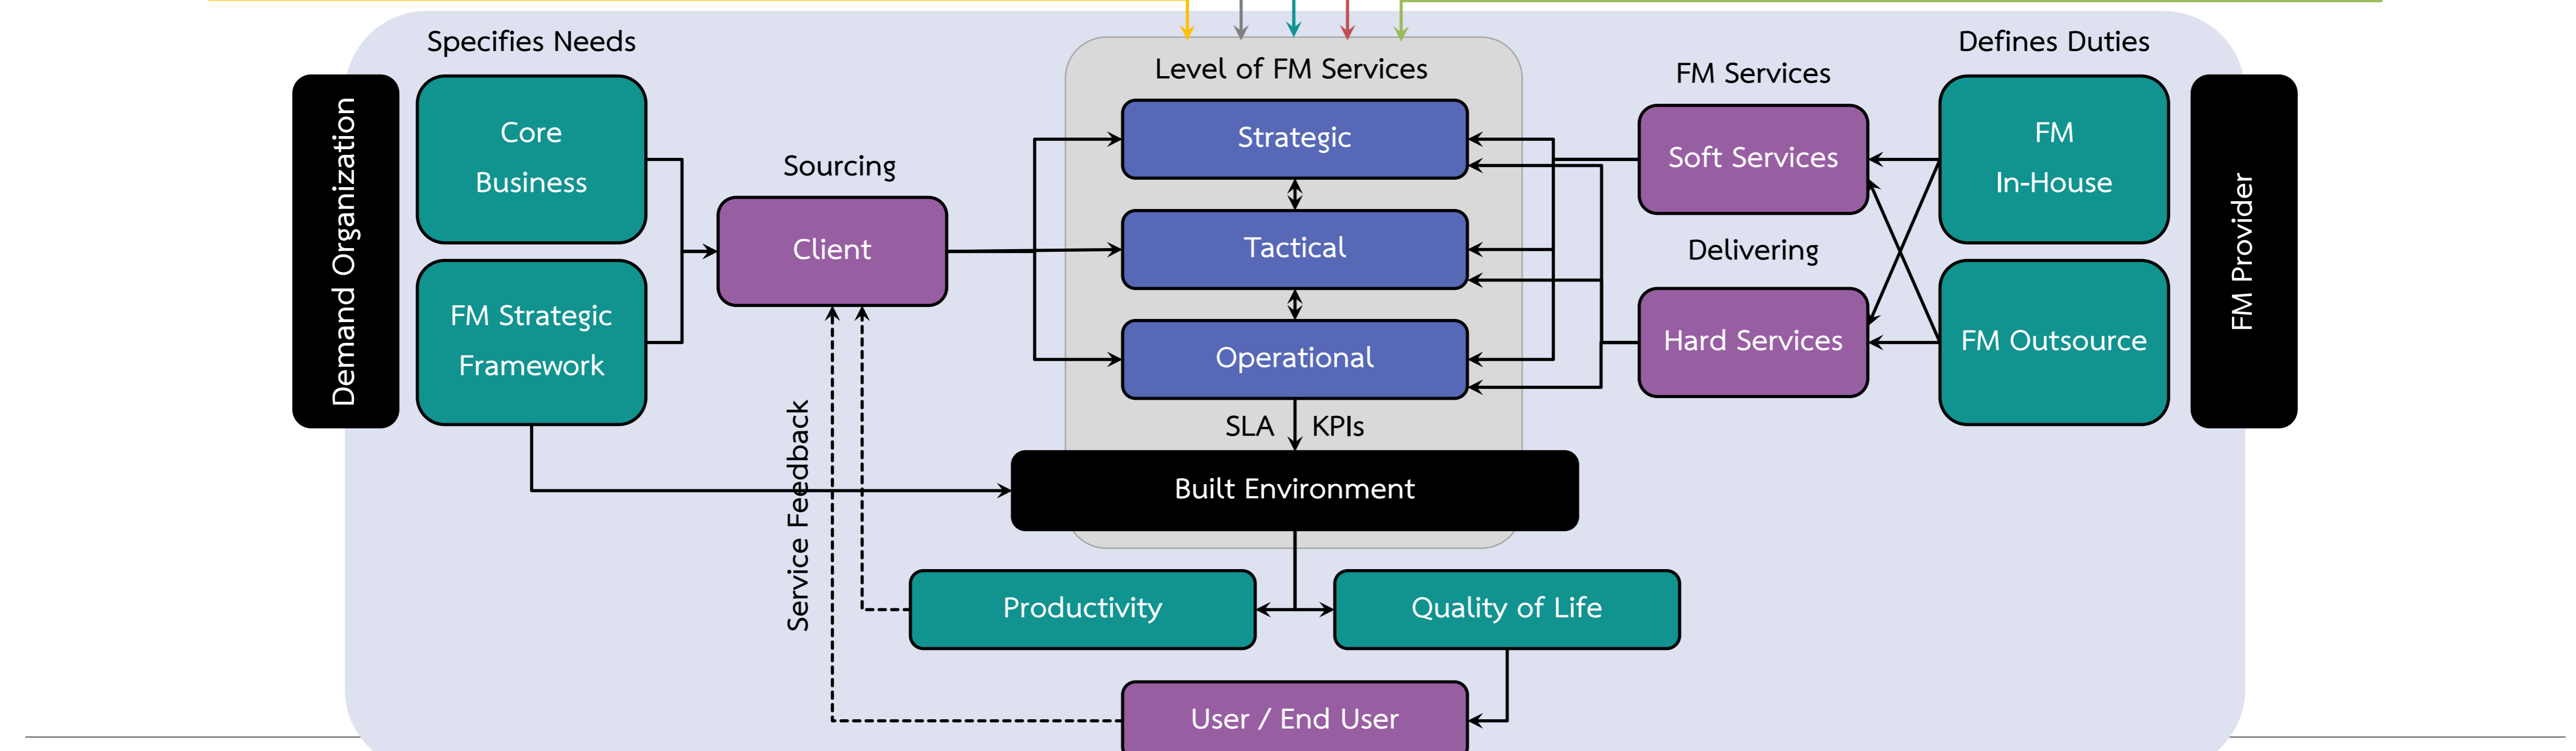 Specifies Needs
Defines Duties
Level of FM Services
FM Services
Demand Organization
Core
Business
Strategic
Soft Services
FM
In-House
FM Provider
Sourcing
Client
Tactical
Delivering
FM Strategic
Framework
Operational
Hard Services
FM Outsource
SLA
KPIs
Service Feedback
Built Environment
Productivity
Quality of Life
User / End User